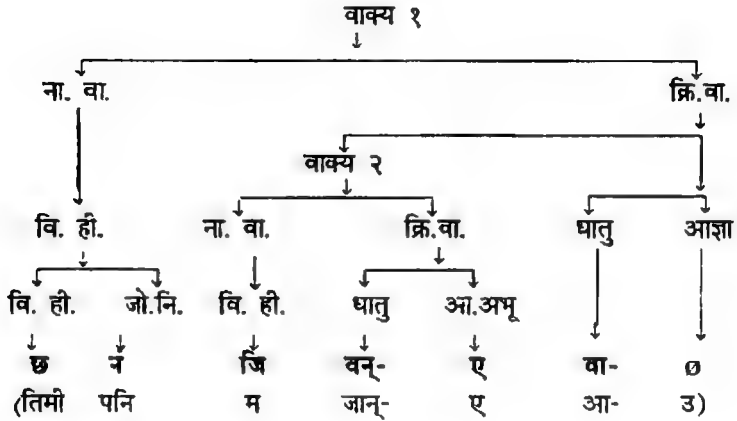 वाक्य १
ना. वा. क्रि.वा.
वाक्य २
वि. ही. ना. वा. क्रि.वा. धातु आज्ञा
वि. ही. जो.नि. वि. ही. धातु आ.अभू
छ नं जि वन्- ए वा- ø
(तिमी पनि म जान्- ए आ- उ)